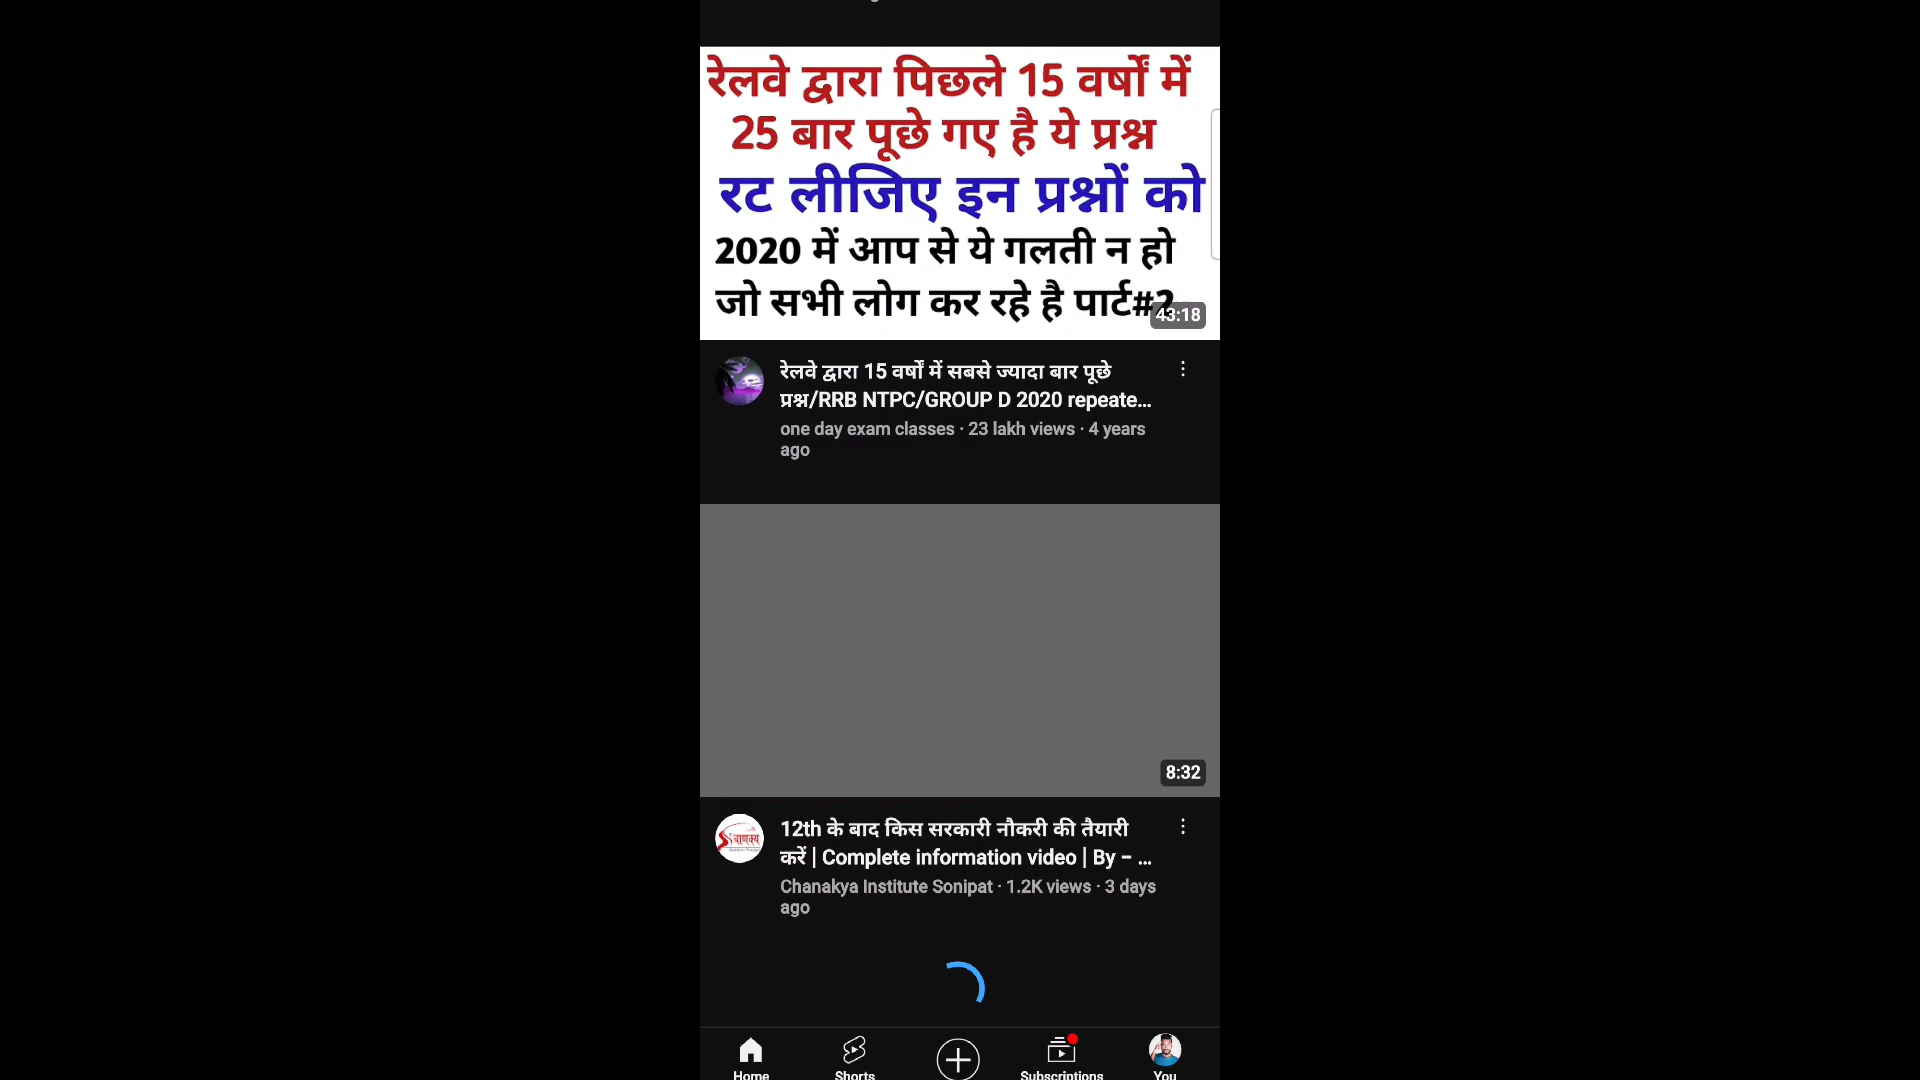 रेलवे द्वारा पिछले 15 वर्षों में
25 बार पूछे गए है ये प्रश्न
रट लीजिए इन प्रश्नों को
2020 में आप से ये गलती न हो
जो सभी लोग कर रहे है पार्ट#2
43:18
रेलवे द्वारा 15 वर्षों में सबसे ज्यादा बार पूछे
प्रश्न/RRB NTPC/GROUP D 2020 repeate...
one day exam classes · 23 lakh views · 4 years
ago
8:32
चाणक्य
12th के बाद किस सरकारी नौकरी की तैयारी
करें | Complete information video | By – ...
Chanakya Institute Sonipat · 1.2K views · 3 days
ago
Home
Shorts
Subscriptions
You